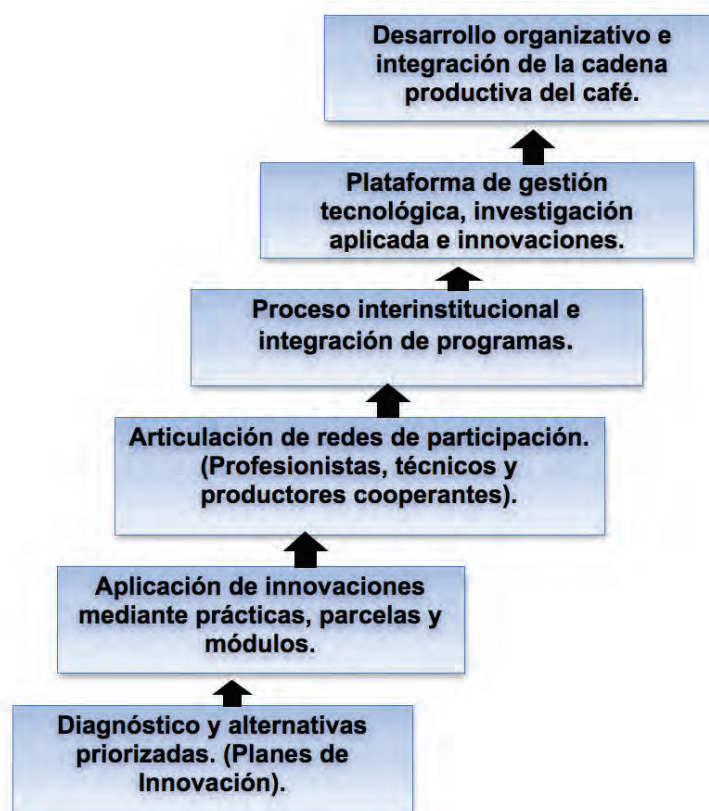 Desarrollo organizativo e
integración de la cadena
productiva del café.
Plataforma de gestión
tecnológica, investigación
aplicada e innovaciones.
Proceso interinstitucional e
integración de programas.
Articulación de redes de participación.
(Profesionistas, técnicos y
productores cooperantes).
Aplicación de innovaciones
mediante prácticas, parcelas y
módulos.
Diagnóstico y alternativas
priorizadas. (Planes de
Innovación).